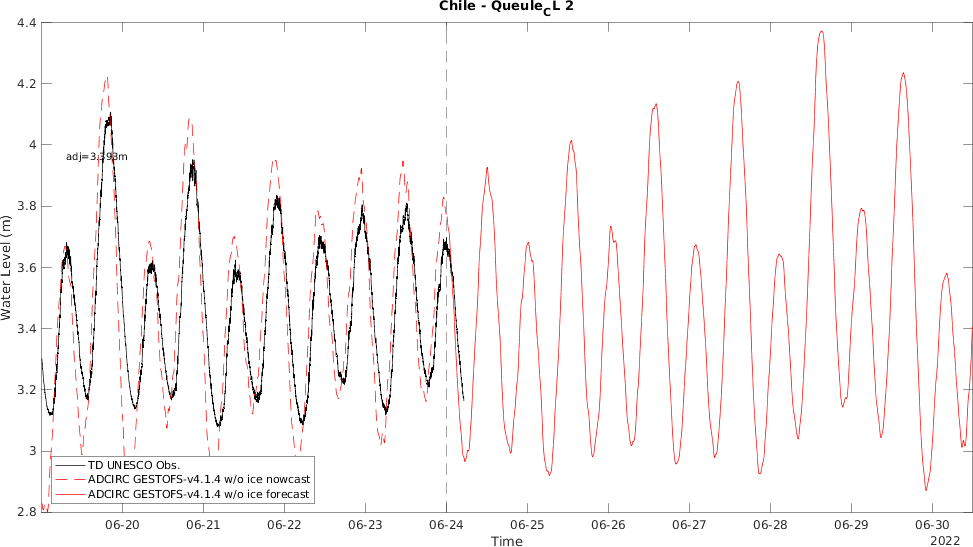 Chile - Queule_CL 2
4.4
4.2
4
3.8
3.6
3.4
3.2
3
2.8
Water Level (m)
adj=3.393m
TD UNESCO Obs.
ADCIRC GESTOFS-v4.1.4 w/o ice nowcast
ADCIRC GESTOFS-v4.1.4 w/o ice forecast
06-20 06-21 06-22 06-23 06-24 06-25 06-26 06-27 06-28 06-29 06-30
Time
2022